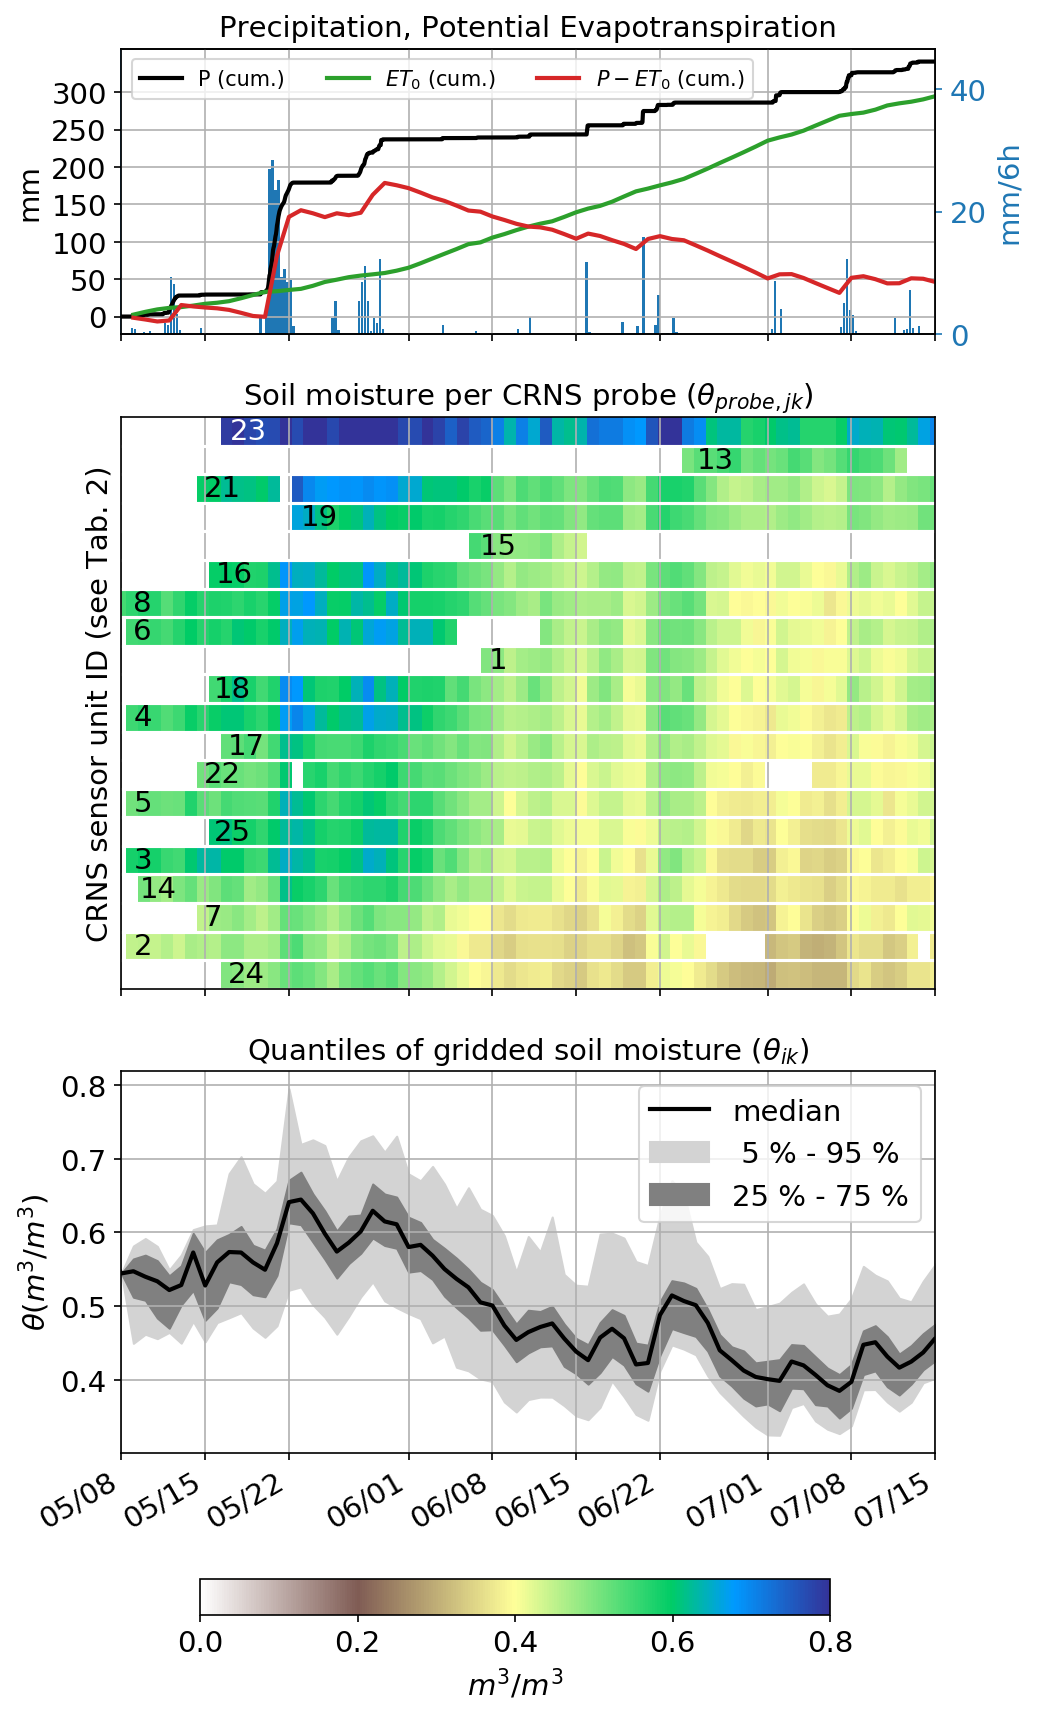 Precipitation, Potential Evapotranspiration
P (cum.) ET₀ (cum.) P − ET₀ (cum.)
300
250
200
150
100
50
0
mm
40
20
0
mm/6h
Soil moisture per CRNS probe (θ_probe,jk)
CRNS sensor unit ID (see Tab. 2)
23
13
21
19
15
16
8
6
1
18
4
17
22
5
25
3
14
7
2
24
Quantiles of gridded soil moisture (θ_ik)
median
5 % - 95 %
25 % - 75 %
0.8
0.7
0.6
0.5
0.4
θ(m³/m³)
05/08 05/15 05/22 06/01 06/08 06/15 06/22 07/01 07/08 07/15
0.0 0.2 0.4 0.6 0.8
m³/m³